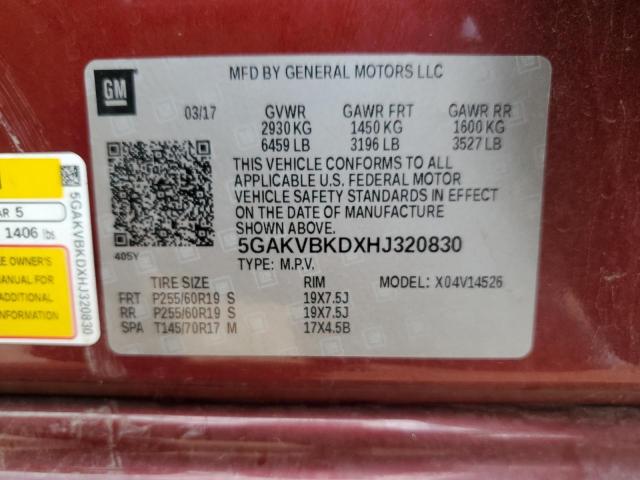 GM
MFD BY GENERAL MOTORS LLC
03/17 GVWR GAWR FRT GAWR RR
2930 KG 1450 KG 1600 KG
6459 LB 3196 LB 3527 LB
THIS VEHICLE CONFORMS TO ALL
APPLICABLE U.S. FEDERAL MOTOR
VEHICLE SAFETY STANDARDS IN EFFECT
ON THE DATE OF MANUFACTURE
SHOWN ABOVE.
405Y
5GAKVBKDXHJ320830
TYPE: M.P.V.
TIRE SIZE RIM MODEL: X04V14526
FRT P255/60R19 S 19X7.5J
RR P255/60R19 S 19X7.5J
SPA T145/70R17 M 17X4.5B
AR 5
1406 lbs
OWNER'S
MANUAL FOR
ADDITIONAL
INFORMATION
5GAKVBKDXHJ320830